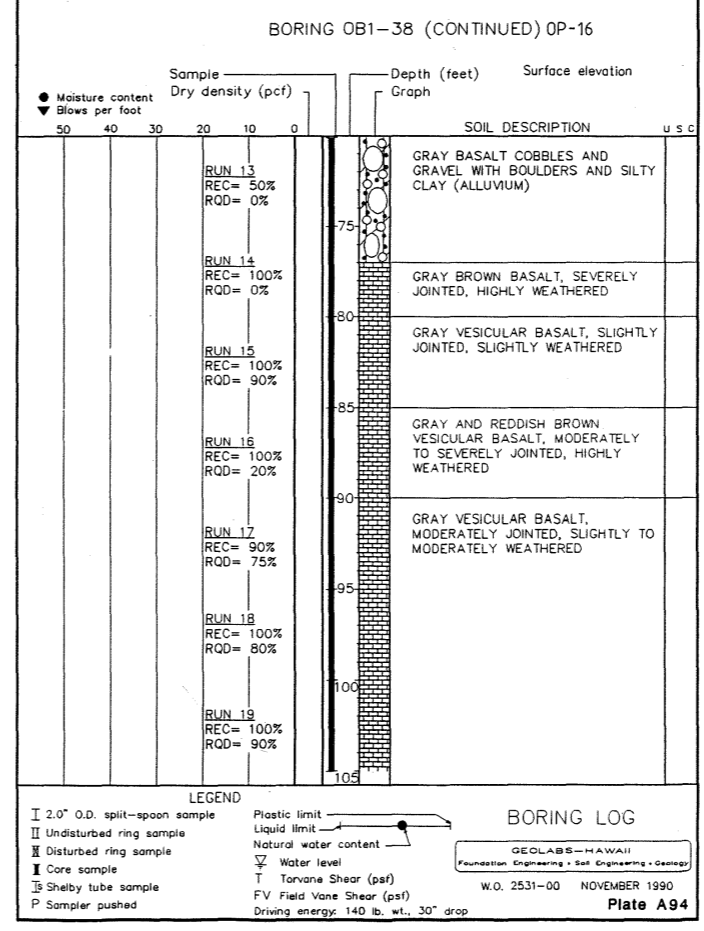 BORING OB1-38 (CONTINUED) OP-16
Sample
Depth (feet)
Surface elevation
Moisture content
Dry density (pcf)
Graph
Blows per foot
50 40 30 20 10 0
SOIL DESCRIPTION
U S C
RUN 13
REC= 50%
RQD= 0%
GRAY BASALT COBBLES AND
GRAVEL WITH BOULDERS AND SILTY
CLAY (ALLUVIUM)
75
RUN 14
REC= 100%
RQD= 0%
GRAY BROWN BASALT, SEVERELY
JOINTED, HIGHLY WEATHERED
80
GRAY VESICULAR BASALT, SLIGHTLY
JOINTED, SLIGHTLY WEATHERED
RUN 15
REC= 100%
RQD= 90%
85
GRAY AND REDDISH BROWN
VESICULAR BASALT, MODERATELY
TO SEVERELY JOINTED, HIGHLY
WEATHERED
RUN 16
REC= 100%
RQD= 20%
90
GRAY VESICULAR BASALT,
MODERATELY JOINTED, SLIGHTLY TO
MODERATELY WEATHERED
RUN 17
REC= 90%
RQD= 75%
95
RUN 18
REC= 100%
RQD= 80%
100
RUN 19
REC= 100%
RQD= 90%
105
LEGEND
2.0" O.D. split-spoon sample
Undisturbed ring sample
Disturbed ring sample
Core sample
Ts Shelby tube sample
P Sampler pushed
Plastic limit
Liquid limit
Natural water content
Water level
T Torvane Shear (psf)
FV Field Vane Shear (psf)
Driving energy: 140 lb. wt., 30" drop
BORING LOG
GEOLABS-HAWAII
Foundation Engineering • Soil Engineering • Geology
W.O. 2531-00 NOVEMBER 1990
Plate A94